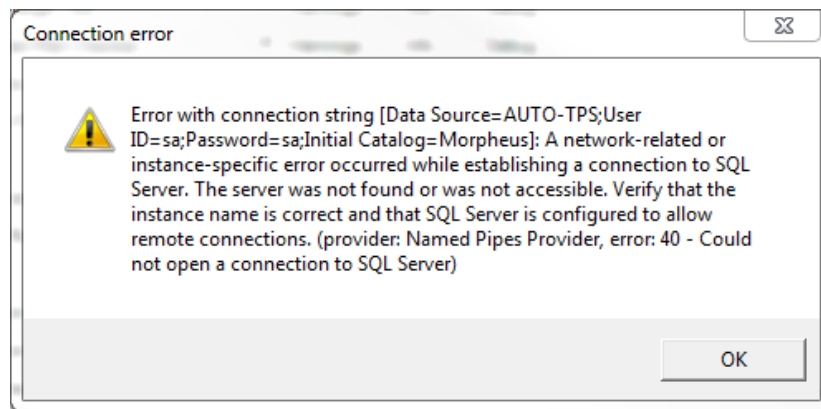 Connection error
Error with connection string [Data Source=AUTO-TPS;User
ID=sa;Password=sa;Initial Catalog=Morpheus]: A network-related or
instance-specific error occurred while establishing a connection to SQL
Server. The server was not found or was not accessible. Verify that the
instance name is correct and that SQL Server is configured to allow
remote connections. (provider: Named Pipes Provider, error: 40 - Could
not open a connection to SQL Server)
OK